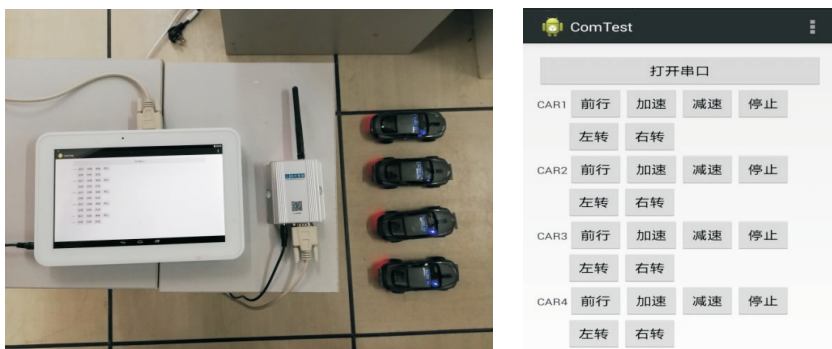 ComTest
打开串口
CAR1 前行 加速 减速 停止
左转 右转
CAR2 前行 加速 减速 停止
左转 右转
CAR3 前行 加速 减速 停止
左转 右转
CAR4 前行 加速 减速 停止
左转 右转